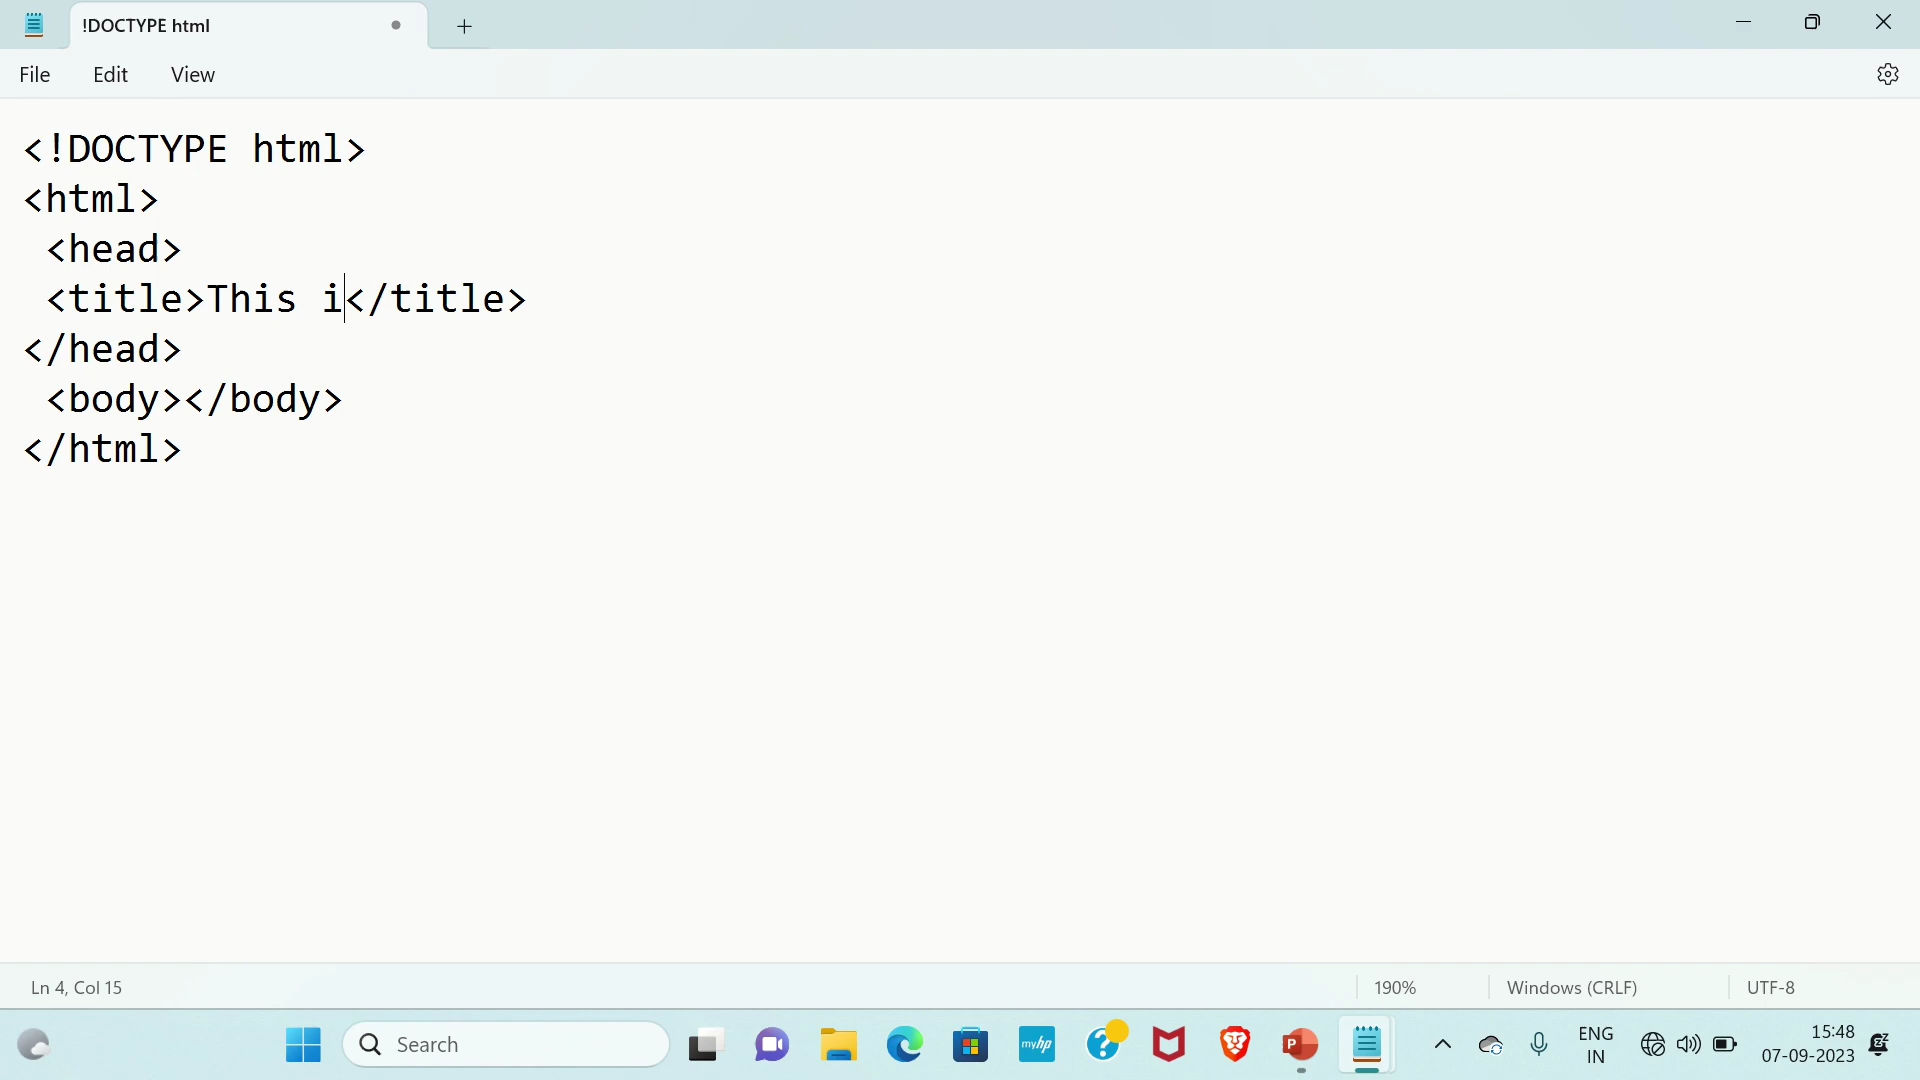 !DOCTYPE html
File Edit View
<!DOCTYPE html>
<html>
 <head>
 <title>This i</title>
</head>
 <body></body>
</html>
Ln 4, Col 15 190% Windows (CRLF) UTF-8
Search myhp P ENG 15:48
IN 07-09-2023